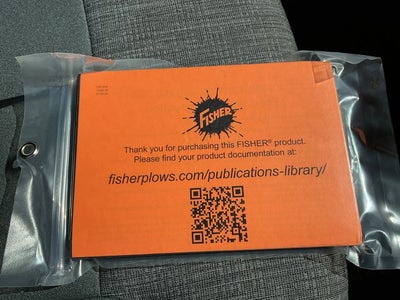 FISHER
Thank you for purchasing this FISHER® product.
Please find your product documentation at:
fisherplows.com/publications-library/